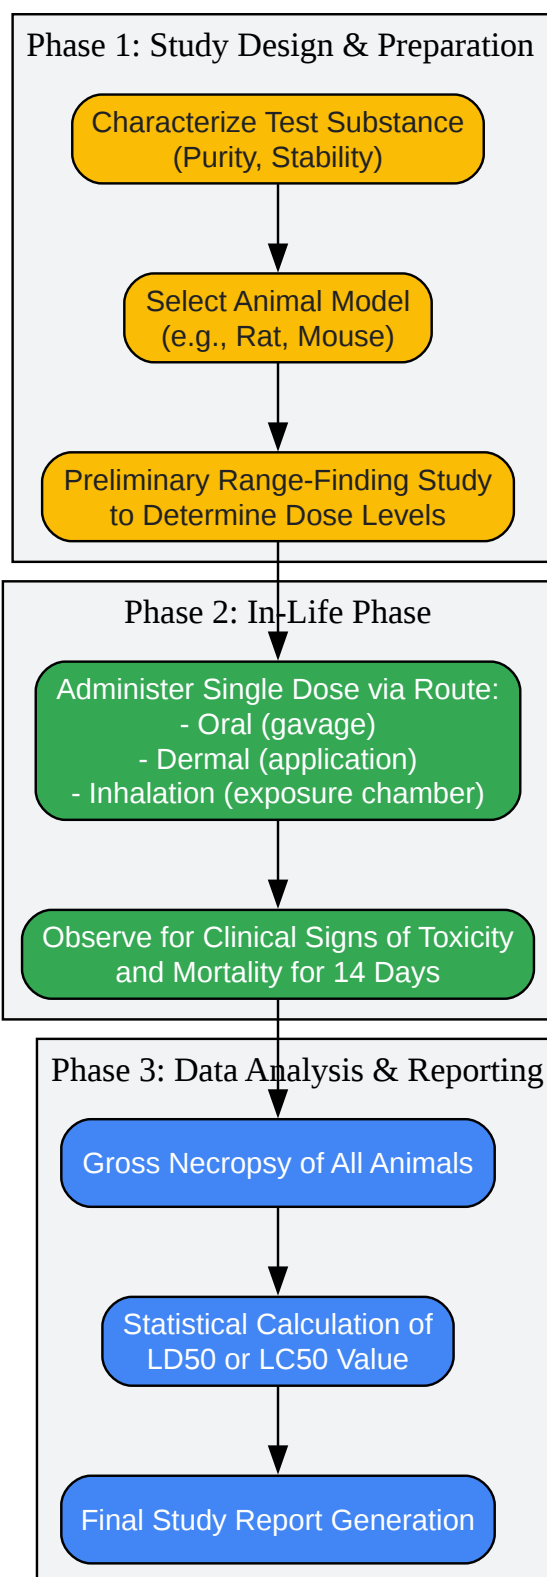 Phase 1: Study Design & Preparation
Characterize Test Substance
(Purity, Stability)
Select Animal Model
(e.g., Rat, Mouse)
Preliminary Range-Finding Study
to Determine Dose Levels
Phase 2: In-Life Phase
Administer Single Dose via Route:
- Oral (gavage)
- Dermal (application)
- Inhalation (exposure chamber)
Observe for Clinical Signs of Toxicity
and Mortality for 14 Days
Phase 3: Data Analysis & Reporting
Gross Necropsy of All Animals
Statistical Calculation of
LD50 or LC50 Value
Final Study Report Generation